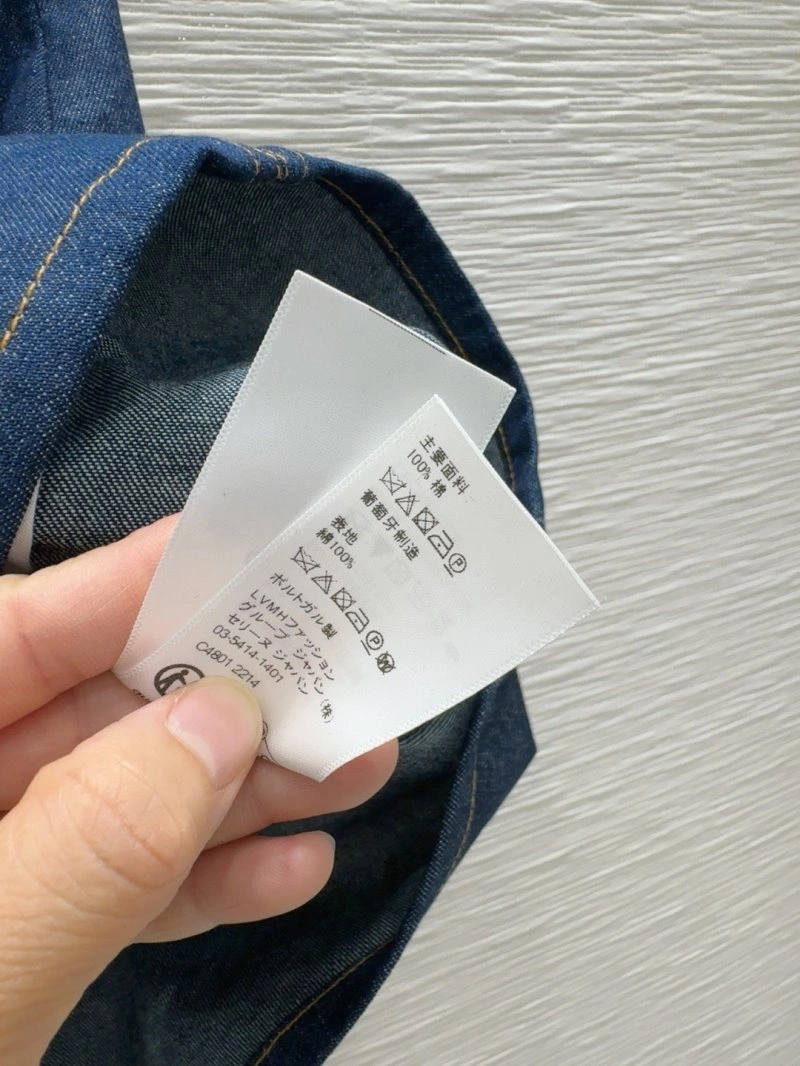 主要面料
100% 棉
葡萄牙制造
表地
綿100%
ポルトガル製
LVMHファッション
グループ ジャパン (株)
セリーヌ ジャパン
03-5414-1401
C4801 2214